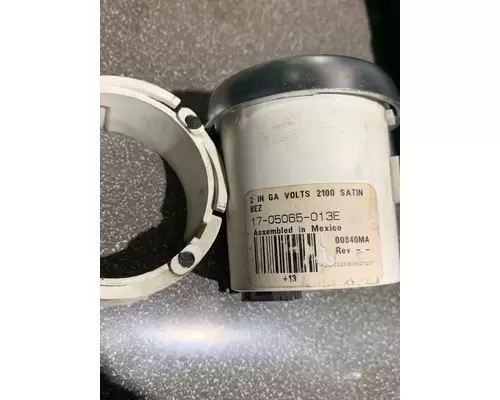 2 IN GA VOLTS 2100 SATIN
BEZ
17-05065-013E
Assembled in Mexico
00840MA
Rev - -
+13